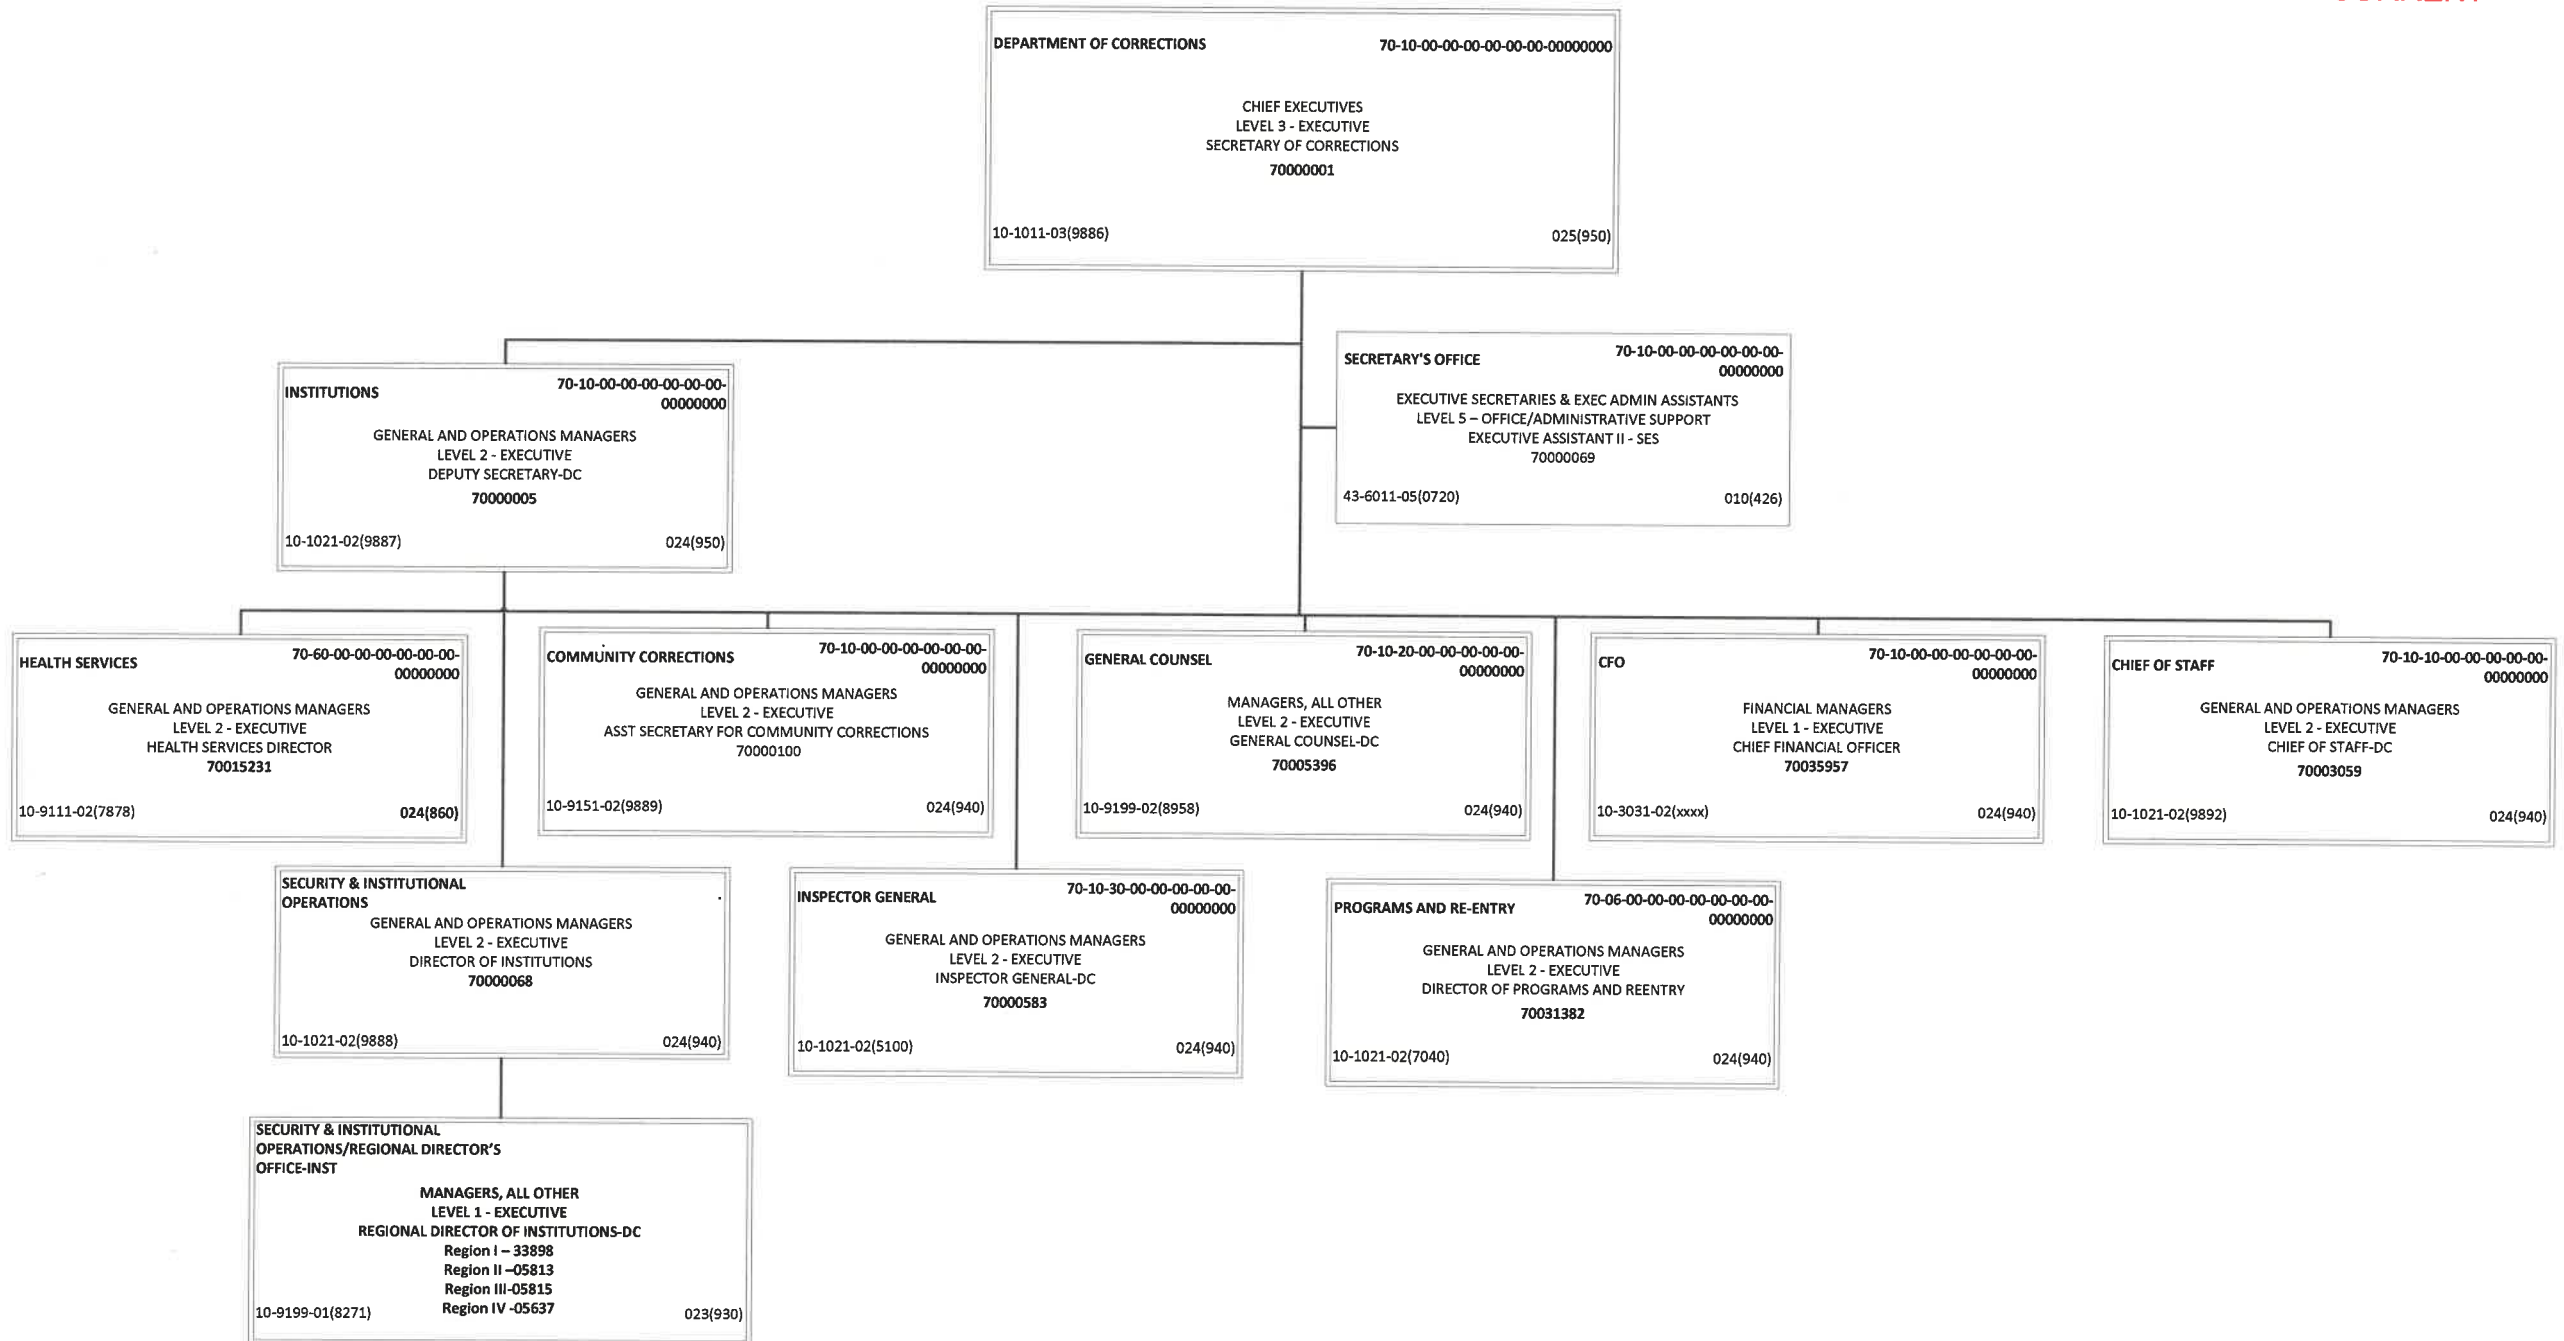 DEPARTMENT OF CORRECTIONS 70-10-00-00-00-00-00-00-00000000
CHIEF EXECUTIVES
LEVEL 3 - EXECUTIVE
SECRETARY OF CORRECTIONS
70000001
10-1011-03(9886) 025(950)
SECRETARY'S OFFICE 70-10-00-00-00-00-00-00-
00000000
EXECUTIVE SECRETARIES & EXEC ADMIN ASSISTANTS
LEVEL 5 – OFFICE/ADMINISTRATIVE SUPPORT
EXECUTIVE ASSISTANT II - SES
70000069
43-6011-05(0720) 010(426)
INSTITUTIONS 70-10-00-00-00-00-00-00-
00000000
GENERAL AND OPERATIONS MANAGERS
LEVEL 2 - EXECUTIVE
DEPUTY SECRETARY-DC
70000005
10-1021-02(9887) 024(950)
HEALTH SERVICES 70-60-00-00-00-00-00-00-
00000000
GENERAL AND OPERATIONS MANAGERS
LEVEL 2 - EXECUTIVE
HEALTH SERVICES DIRECTOR
70015231
10-9111-02(7878) 024(860)
COMMUNITY CORRECTIONS 70-10-00-00-00-00-00-00-
00000000
GENERAL AND OPERATIONS MANAGERS
LEVEL 2 - EXECUTIVE
ASST SECRETARY FOR COMMUNITY CORRECTIONS
70000100
10-9151-02(9889) 024(940)
GENERAL COUNSEL 70-10-20-00-00-00-00-00-
00000000
MANAGERS, ALL OTHER
LEVEL 2 - EXECUTIVE
GENERAL COUNSEL-DC
70005396
10-9199-02(8958) 024(940)
CFO 70-10-00-00-00-00-00-00-
00000000
FINANCIAL MANAGERS
LEVEL 1 - EXECUTIVE
CHIEF FINANCIAL OFFICER
70035957
10-3031-02(xxxx) 024(940)
CHIEF OF STAFF 70-10-10-00-00-00-00-00-
00000000
GENERAL AND OPERATIONS MANAGERS
LEVEL 2 - EXECUTIVE
CHIEF OF STAFF-DC
70003059
10-1021-02(9892) 024(940)
SECURITY & INSTITUTIONAL
OPERATIONS
GENERAL AND OPERATIONS MANAGERS
LEVEL 2 - EXECUTIVE
DIRECTOR OF INSTITUTIONS
70000068
10-1021-02(9888) 024(940)
INSPECTOR GENERAL 70-10-30-00-00-00-00-00-
00000000
GENERAL AND OPERATIONS MANAGERS
LEVEL 2 - EXECUTIVE
INSPECTOR GENERAL-DC
70000583
10-1021-02(5100) 024(940)
PROGRAMS AND RE-ENTRY 70-06-00-00-00-00-00-00-00-
00000000
GENERAL AND OPERATIONS MANAGERS
LEVEL 2 - EXECUTIVE
DIRECTOR OF PROGRAMS AND REENTRY
70031382
10-1021-02(7040) 024(940)
SECURITY & INSTITUTIONAL
OPERATIONS/REGIONAL DIRECTOR'S
OFFICE-INST
MANAGERS, ALL OTHER
LEVEL 1 - EXECUTIVE
REGIONAL DIRECTOR OF INSTITUTIONS-DC
Region I – 33898
Region II –05813
Region III-05815
Region IV -05637
10-9199-01(8271) 023(930)